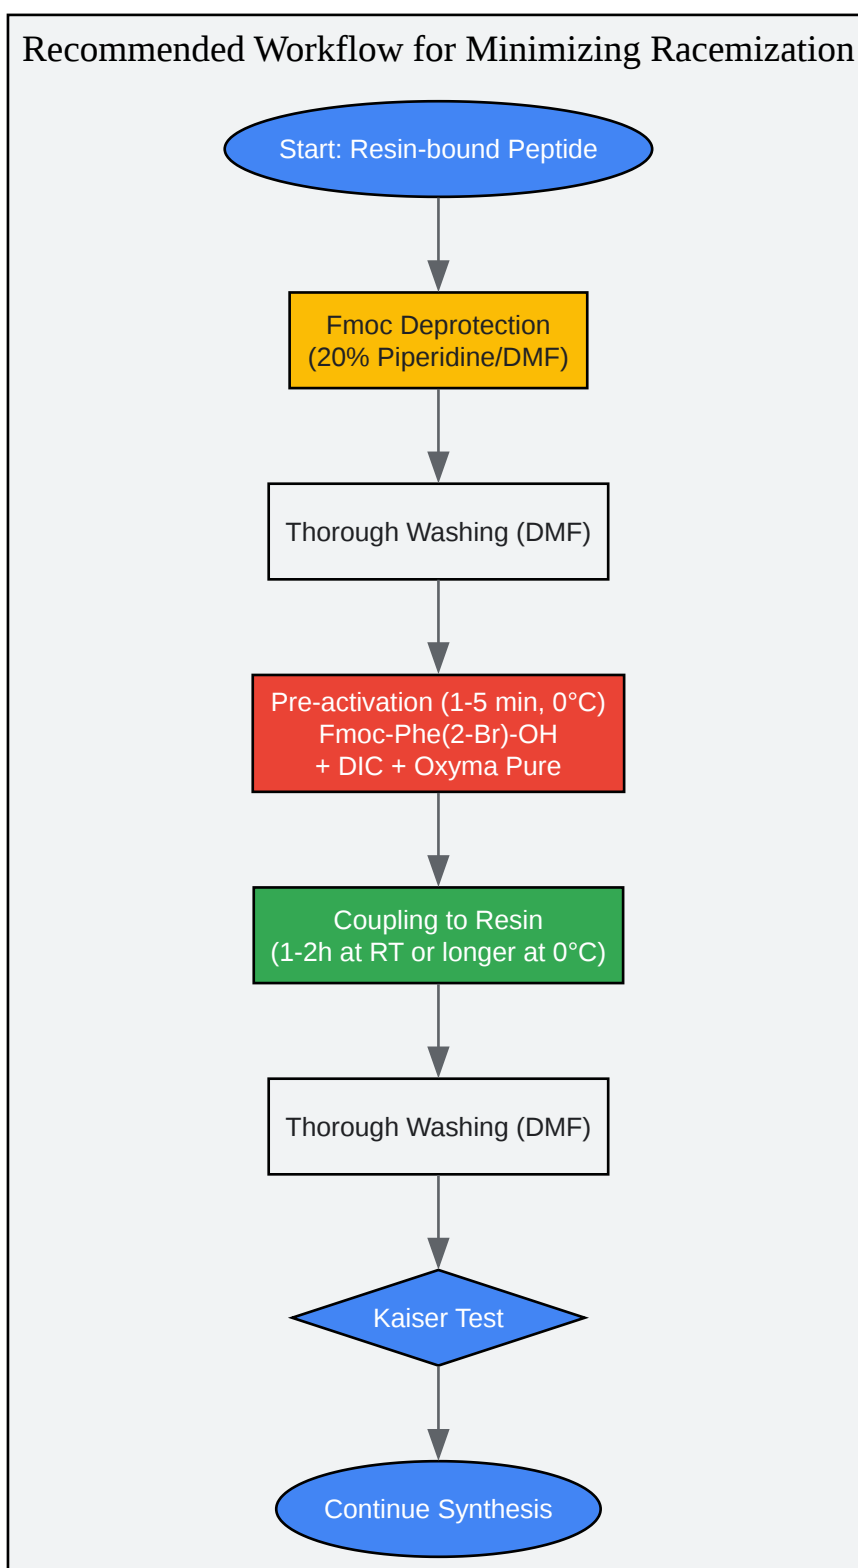 Recommended Workflow for Minimizing Racemization
Start: Resin-bound Peptide
Fmoc Deprotection
(20% Piperidine/DMF)
Thorough Washing (DMF)
Pre-activation (1-5 min, 0°C)
Fmoc-Phe(2-Br)-OH
+ DIC + Oxyma Pure
Coupling to Resin
(1-2h at RT or longer at 0°C)
Thorough Washing (DMF)
Kaiser Test
Continue Synthesis